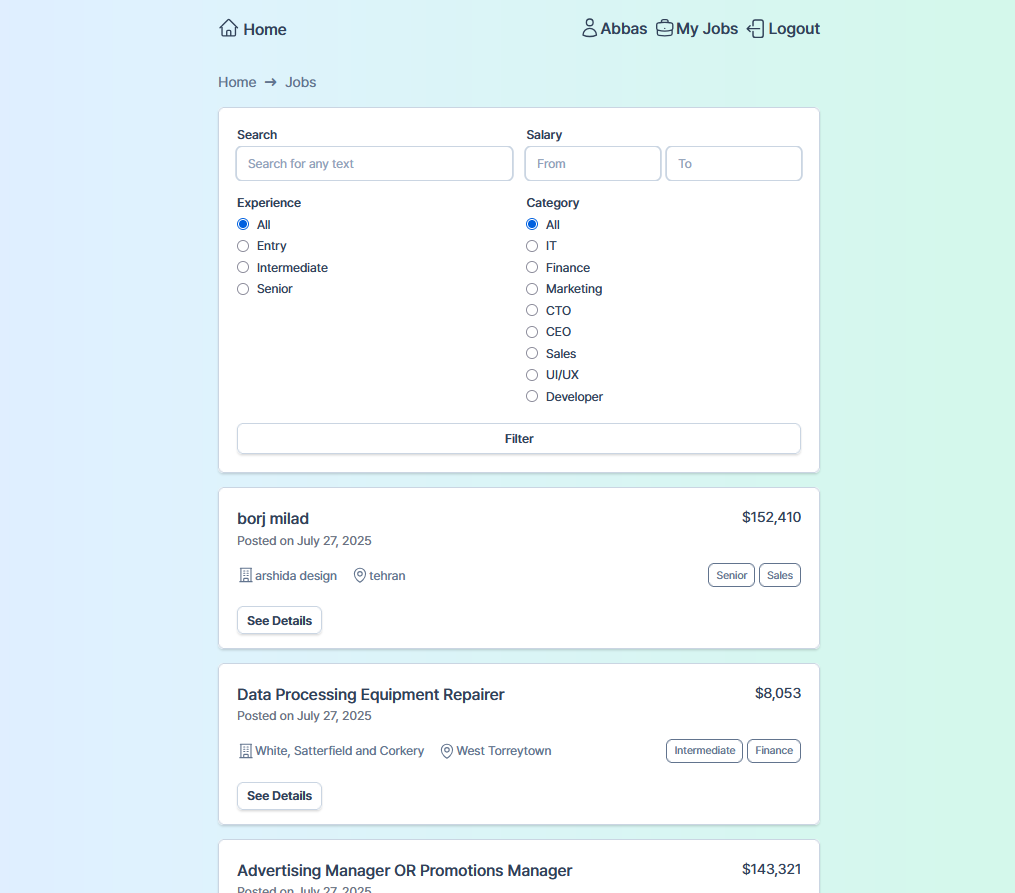 Home Abbas My Jobs Logout
Home → Jobs
Search Salary
Search for any text From To
Experience Category
All All
Entry IT
Intermediate Finance
Senior Marketing
CTO
CEO
Sales
UI/UX
Developer
Filter
borj milad $152,410
Posted on July 27, 2025
arshida design tehran Senior Sales
See Details
Data Processing Equipment Repairer $8,053
Posted on July 27, 2025
White, Satterfield and Corkery West Torreytown Intermediate Finance
See Details
Advertising Manager OR Promotions Manager $143,321
Posted on July 27, 2025